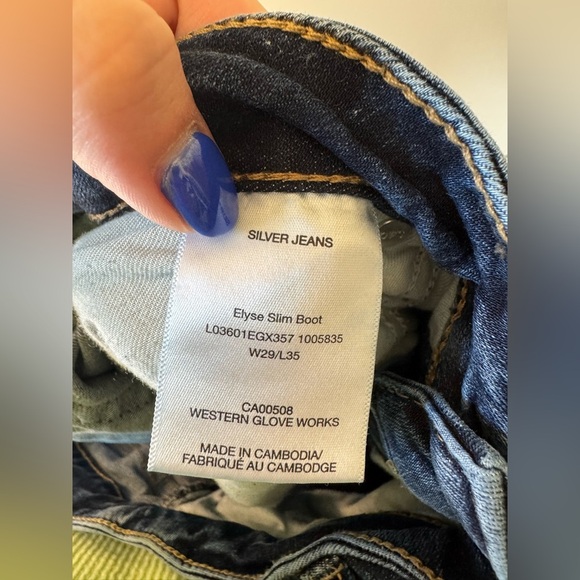 SILVER JEANS
Elyse Slim Boot
L03601EGX357 1005835
W29/L35
CA00508
WESTERN GLOVE WORKS
MADE IN CAMBODIA/
FABRIQUÉ AU CAMBODGE